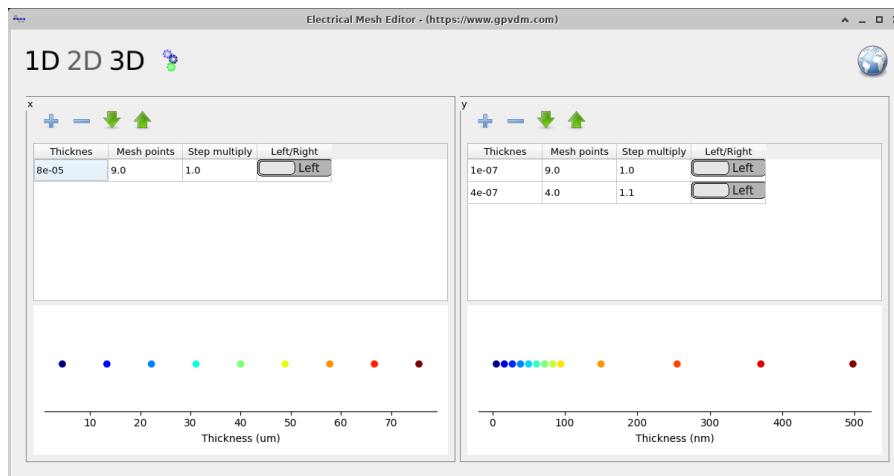 Electrical Mesh Editor - (https://www.gpvdm.com)
1D 2D 3D
x
Thicknes Mesh points Step multiply Left/Right
8e-05 9.0 1.0 Left
10 20 30 40 50 60 70
Thickness (um)
y
Thicknes Mesh points Step multiply Left/Right
1e-07 9.0 1.0 Left
4e-07 4.0 1.1 Left
0 100 200 300 400 500
Thickness (nm)